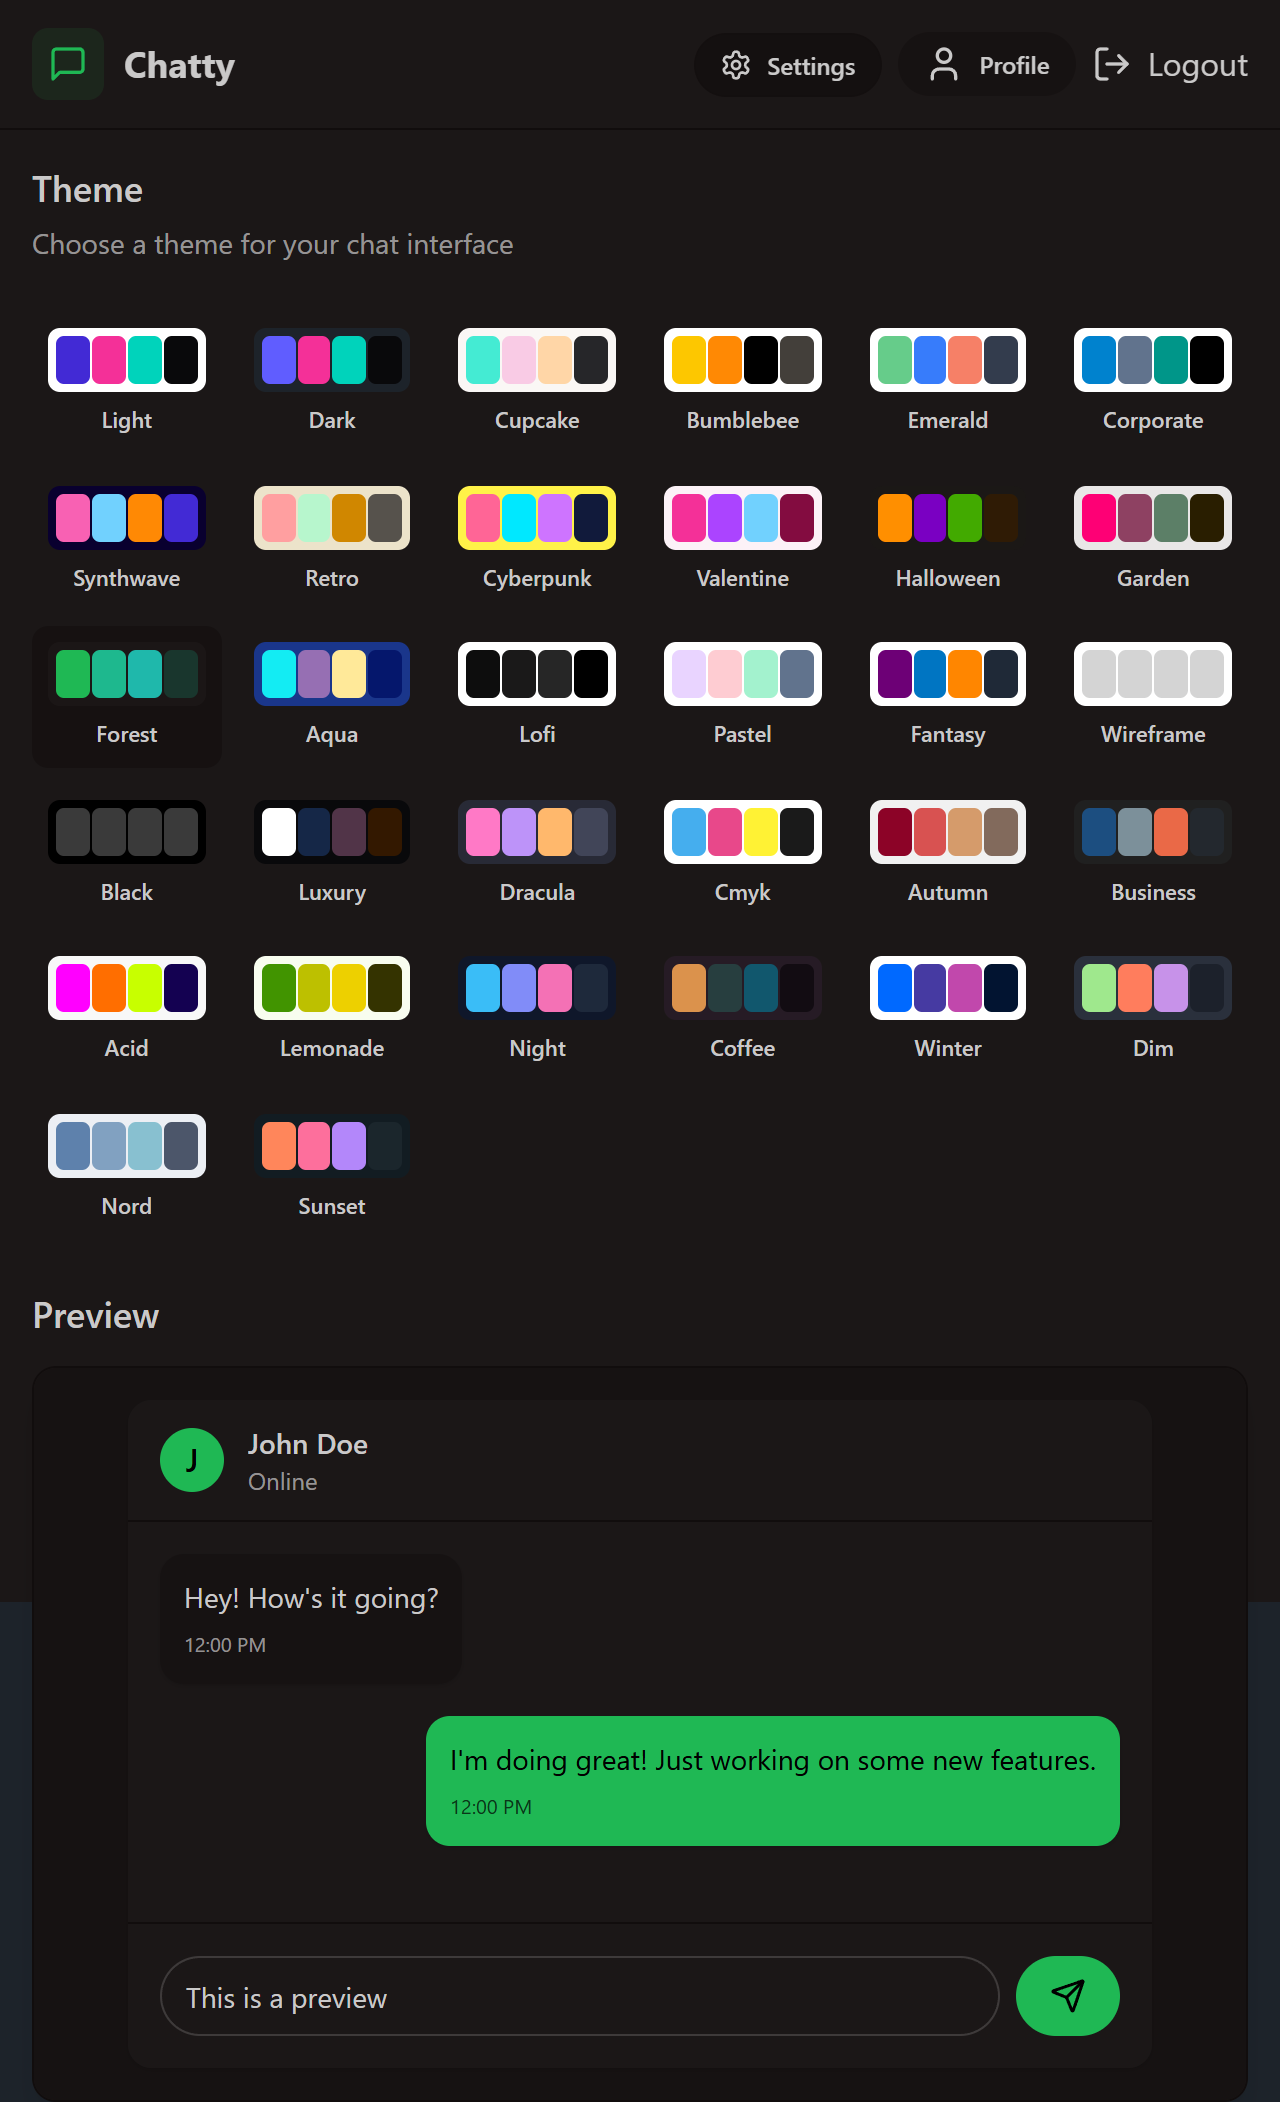 Chatty
Settings
Profile
Logout
Theme
Choose a theme for your chat interface
Light
Dark
Cupcake
Bumblebee
Emerald
Corporate
Synthwave
Retro
Cyberpunk
Valentine
Halloween
Garden
Forest
Aqua
Lofi
Pastel
Fantasy
Wireframe
Black
Luxury
Dracula
Cmyk
Autumn
Business
Acid
Lemonade
Night
Coffee
Winter
Dim
Nord
Sunset
Preview
J
John Doe
Online
Hey! How's it going?
12:00 PM
I'm doing great! Just working on some new features.
12:00 PM
This is a preview